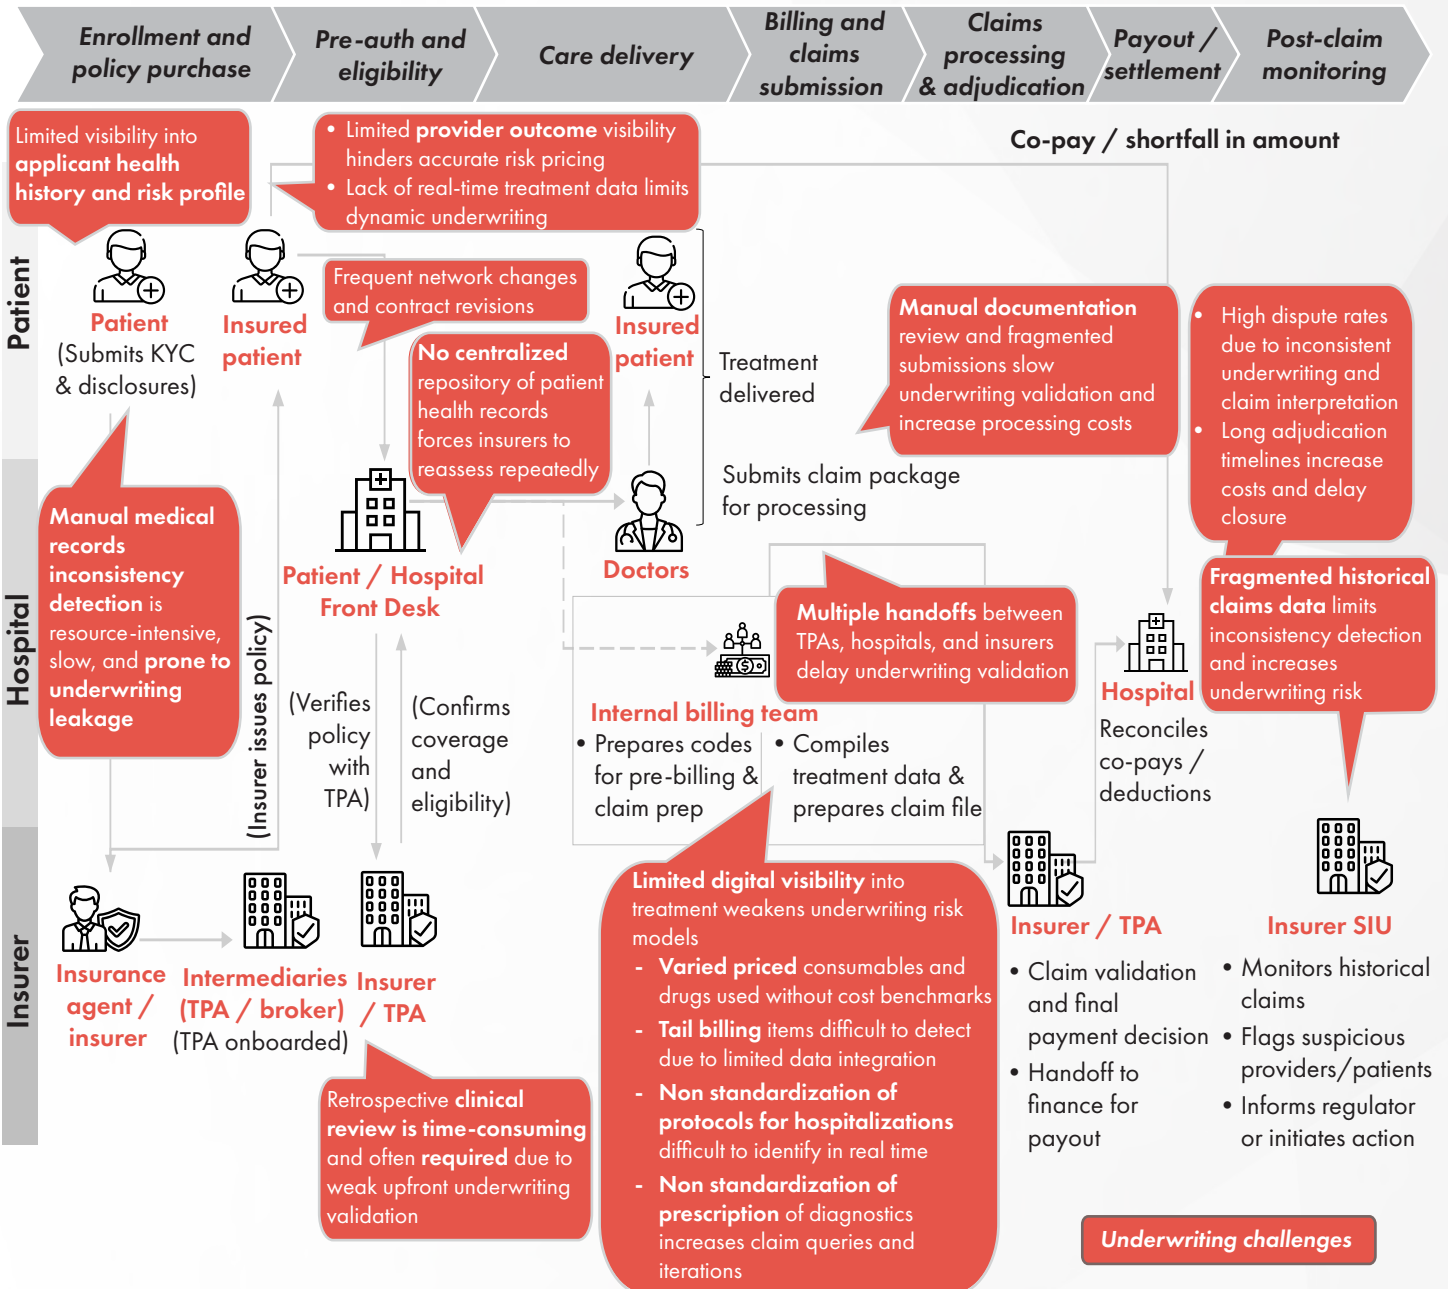 Enrollment and
policy purchase
Pre-auth and
eligibility
Care delivery
Billing and
claims
submission
Claims
processing
& adjudication
Payout /
settlement
Post-claim
monitoring
Limited visibility into
applicant health
history and risk profile
• Limited provider outcome visibility
hinders accurate risk pricing
• Lack of real-time treatment data limits
dynamic underwriting
Co-pay / shortfall in amount
Patient
Patient
(Submits KYC
& disclosures)
Insured
patient
Frequent network changes
and contract revisions
No centralized
repository of patient
health records
forces insurers to
reassess repeatedly
Insured
patient
Treatment
delivered
Manual documentation
review and fragmented
submissions slow
underwriting validation and
increase processing costs
• High dispute rates
due to inconsistent
underwriting and
claim interpretation
• Long adjudication
timelines increase
costs and delay
closure
Hospital
Manual medical
records
inconsistency
detection is
resource-intensive,
slow, and prone to
underwriting
leakage
(Insurer issues policy)
Patient / Hospital
Front Desk
(Verifies
policy
with
TPA)
(Confirms
coverage
and
eligibility)
Doctors
Submits claim package
for processing
Multiple handoffs between
TPAs, hospitals, and insurers
delay underwriting validation
Internal billing team
• Prepares codes
for pre-billing &
claim prep
• Compiles
treatment data &
prepares claim file
Hospital
Reconciles
co-pays /
deductions
Fragmented historical
claims data limits
inconsistency detection
and increases
underwriting risk
Insurer
Insurance
agent /
insurer
Intermediaries
(TPA / broker)
(TPA onboarded)
Insurer
/ TPA
Retrospective clinical
review is time-consuming
and often required due to
weak upfront underwriting
validation
Limited digital visibility into
treatment weakens underwriting risk
models
- Varied priced consumables and
drugs used without cost benchmarks
- Tail billing items difficult to detect
due to limited data integration
- Non standardization of
protocols for hospitalizations
difficult to identify in real time
- Non standardization of
prescription of diagnostics
increases claim queries and
iterations
Insurer / TPA
• Claim validation
and final
payment decision
• Handoff to
finance for
payout
Insurer SIU
• Monitors historical
claims
• Flags suspicious
providers/patients
• Informs regulator
or initiates action
Underwriting challenges